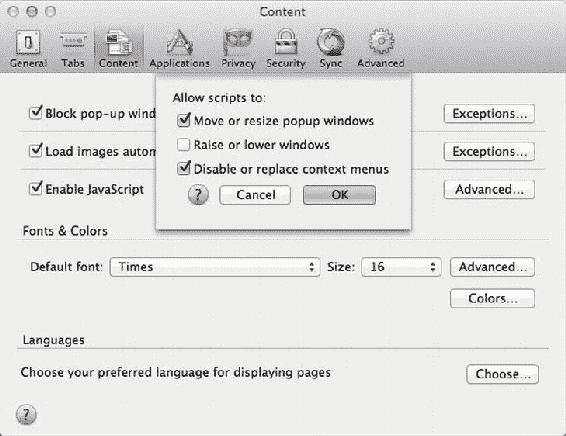 Content
General Tabs Content Applications Privacy Security Sync Advanced
Allow scripts to:
Move or resize popup windows
Raise or lower windows
Disable or replace context menus
? Cancel OK
Block pop-up wind Exceptions...
Load images autom Exceptions...
Enable JavaScript Advanced...
Fonts & Colors
Default font: Times Size: 16 Advanced...
Colors...
Languages
Choose your preferred language for displaying pages Choose...
?